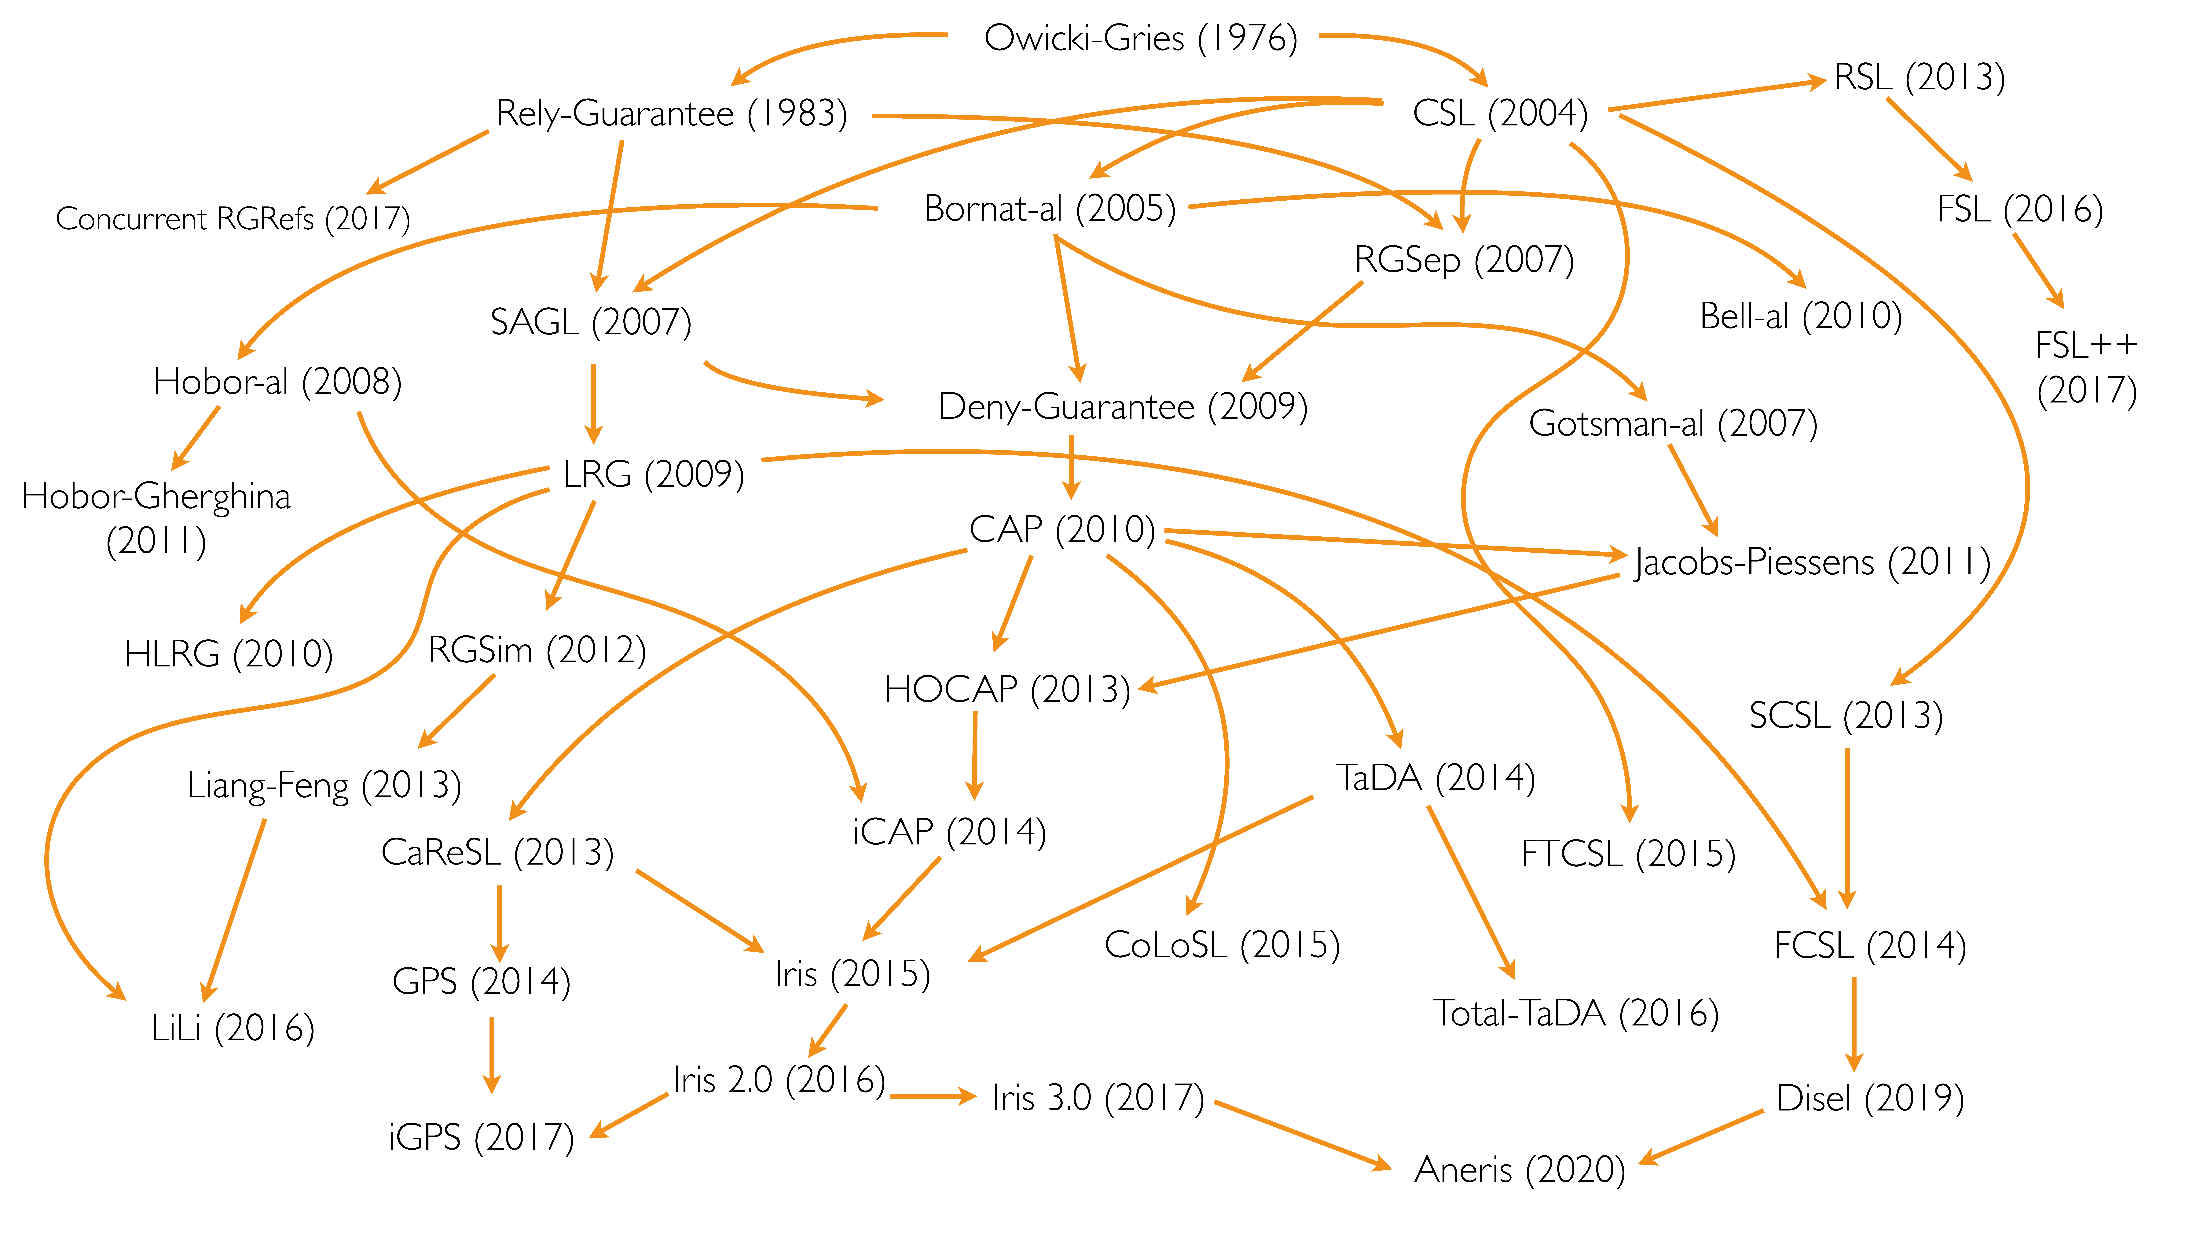 Owicki-Gries (1976)
RSL (2013)
Rely-Guarantee (1983)
CSL (2004)
Concurrent RGRefs (2017)
Bornat-al (2005)
FSL (2016)
RGSep (2007)
SAGL (2007)
Bell-al (2010)
FSL++
(2017)
Hobor-al (2008)
Deny-Guarantee (2009)
Gotsman-al (2007)
LRG (2009)
Hobor-Gherghina
(2011)
CAP (2010)
Jacobs-Piessens (2011)
HLRG (2010)
RGSim (2012)
HOCAP (2013)
SCSL (2013)
Liang-Feng (2013)
TaDA (2014)
iCAP (2014)
CaReSL (2013)
FTCSL (2015)
CoLoSL (2015)
FCSL (2014)
GPS (2014)
Iris (2015)
LiLi (2016)
Total-TaDA (2016)
Iris 2.0 (2016)
Iris 3.0 (2017)
Disel (2019)
iGPS (2017)
Aneris (2020)